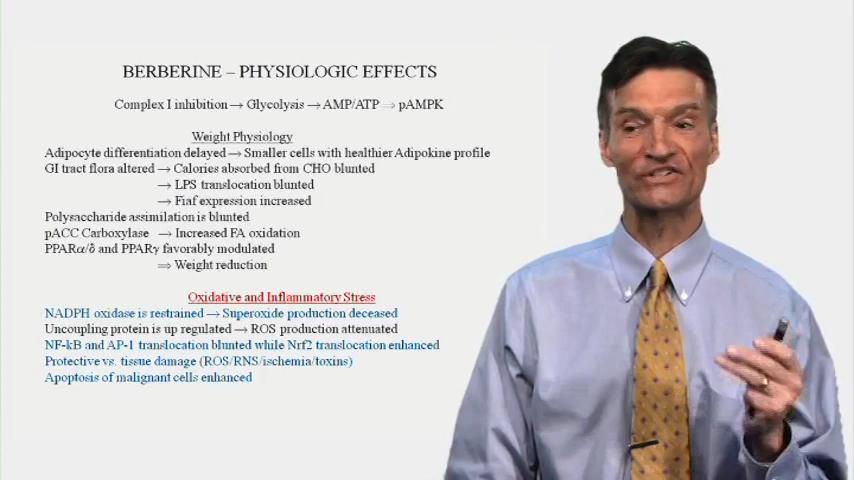 BERBERINE – PHYSIOLOGIC EFFECTS
Complex I inhibition → Glycolysis → AMP/ATP ⇒ pAMPK
Weight Physiology
Adipocyte differentiation delayed → Smaller cells with healthier Adipokine profile
GI tract flora altered → Calories absorbed from CHO blunted
→ LPS translocation blunted
→ Fiaf expression increased
Polysaccharide assimilation is blunted
pACC Carboxylase → Increased FA oxidation
PPARα/δ and PPARγ favorably modulated
⇒ Weight reduction
Oxidative and Inflammatory Stress
NADPH oxidase is restrained → Superoxide production deceased
Uncoupling protein is up regulated → ROS production attenuated
NF-kB and AP-1 translocation blunted while Nrf2 translocation enhanced
Protective vs. tissue damage (ROS/RNS/ischemia/toxins)
Apoptosis of malignant cells enhanced